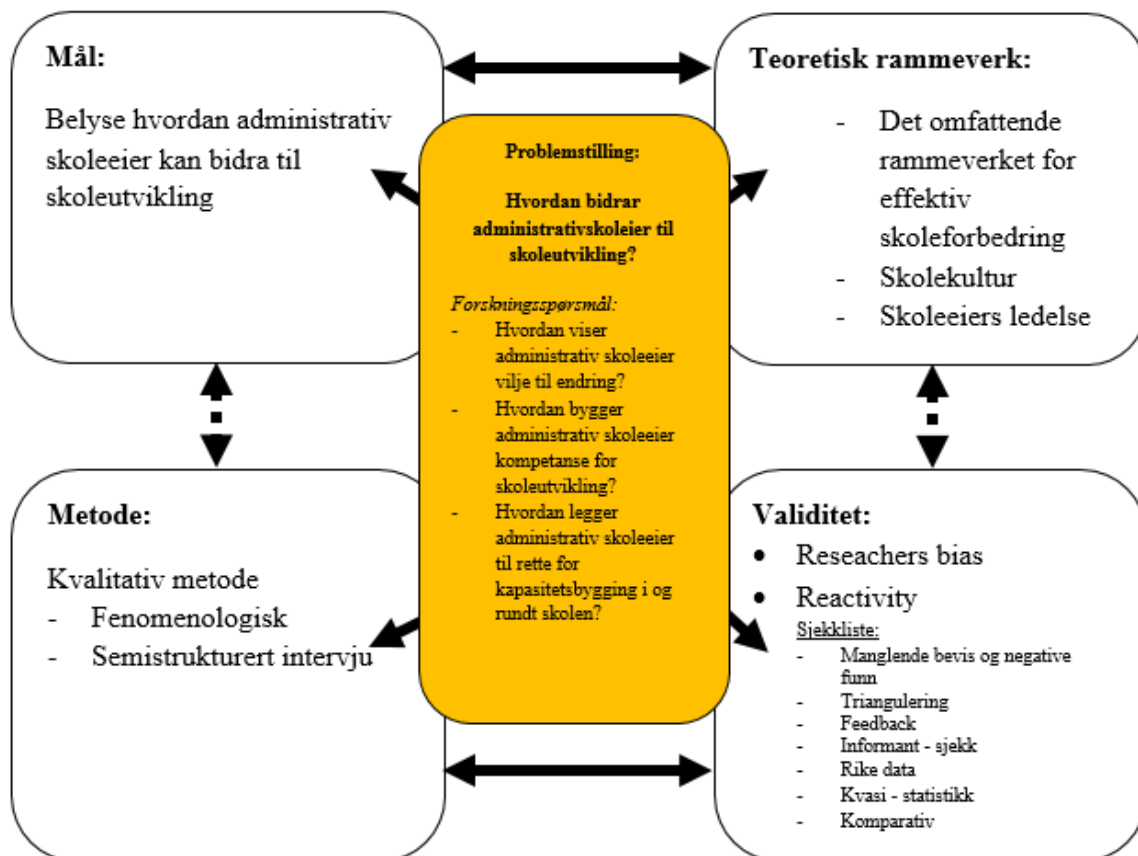 Mål:
Belyse hvordan administrativ
skoleeier kan bidra til
skoleutvikling
Teoretisk rammeverk:
- Det omfattende
rammeverket for
effektiv
skoleforbedring
- Skolekultur
- Skoleeiers ledelse
Problemstilling:
Hvordan bidrar
administrativskoleier til
skoleutvikling?
Forskningsspørsmål:
- Hvordan viser
administrativ skoleeier
vilje til endring?
- Hvordan bygger
administrativ skoleeier
kompetanse for
skoleutvikling?
- Hvordan legger
administrativ skoleeier
til rette for
kapasitetsbygging i og
rundt skolen?
Metode:
Kvalitativ metode
- Fenomenologisk
- Semistrukturert intervju
Validitet:
• Reseachers bias
• Reactivity
Sjekkliste:
- Manglende bevis og negative
funn
- Triangulering
- Feedback
- Informant - sjekk
- Rike data
- Kvasi - statistikk
- Komparativ